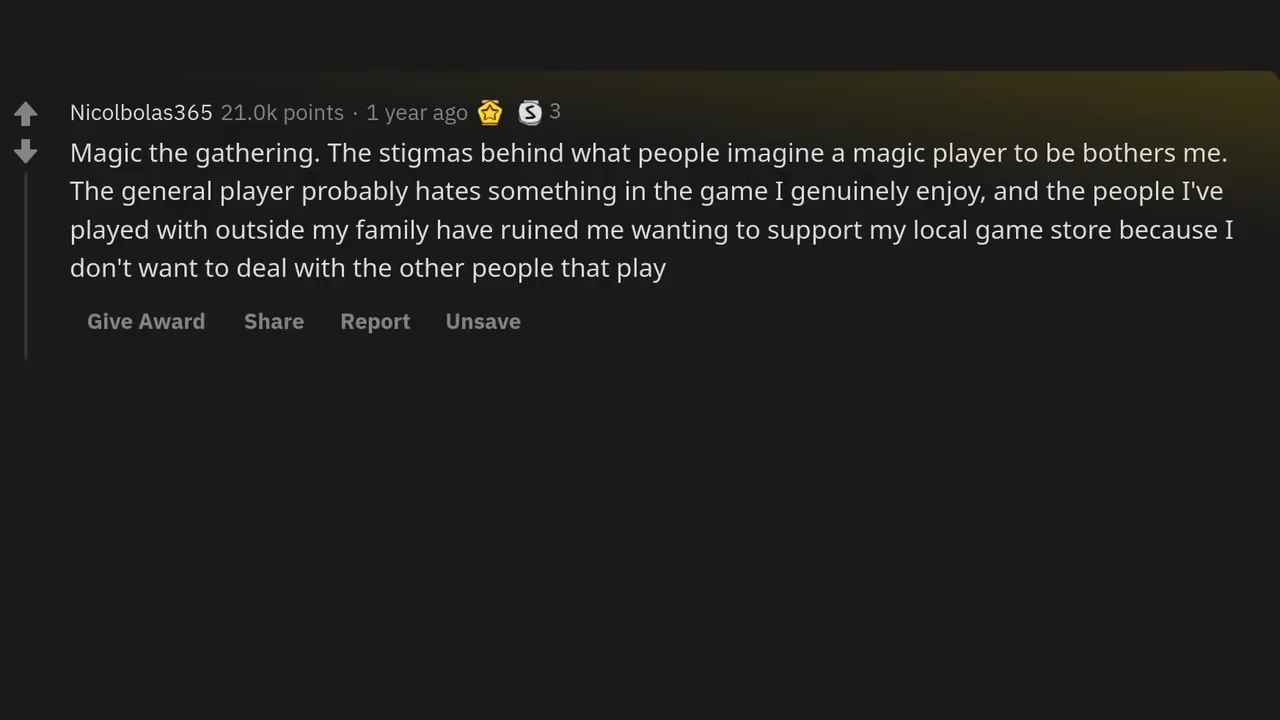 Nicolbolas365 21.0k points · 1 year ago S 3
Magic the gathering. The stigmas behind what people imagine a magic player to be bothers me.
The general player probably hates something in the game I genuinely enjoy, and the people I've
played with outside my family have ruined me wanting to support my local game store because I
don't want to deal with the other people that play
Give Award Share Report Unsave